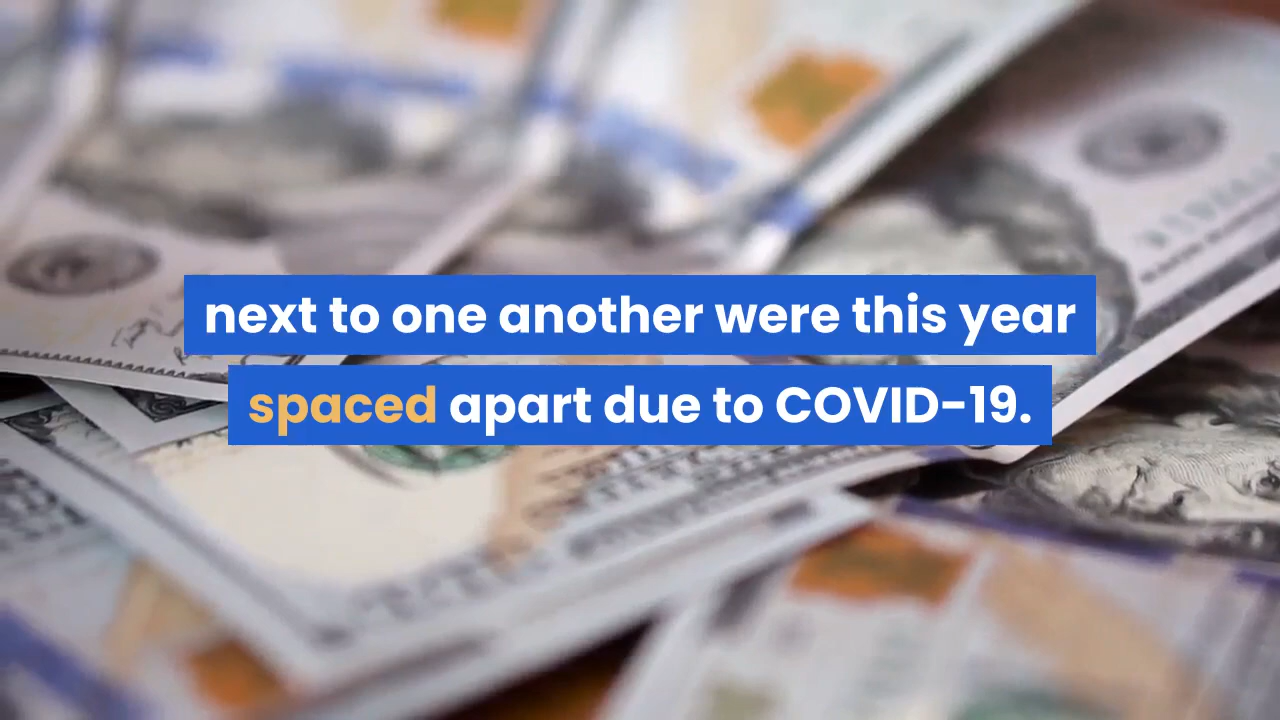 next to one another were this year
spaced apart due to COVID-19.